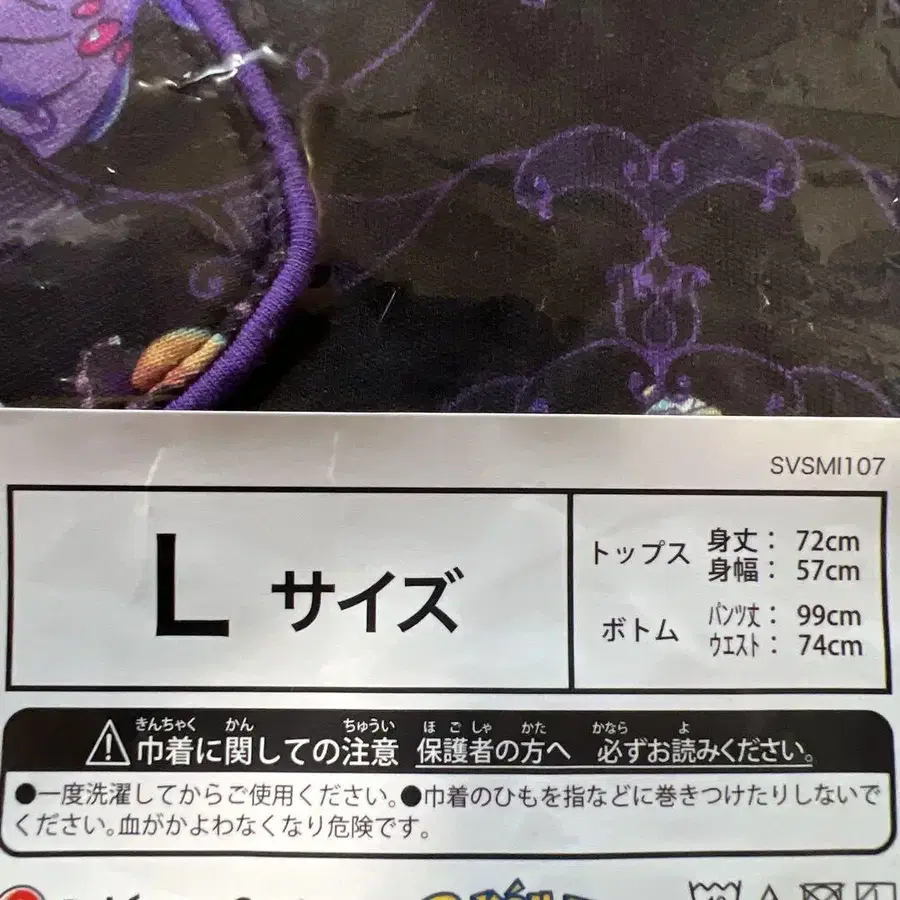 SVSMI107
L サイズ
トップス 身丈： 72cm
身幅： 57cm
ボトム パンツ丈： 99cm
ウエスト： 74cm
きんちゃく かん ちゅうい ほごしゃ かた かなら よ
巾着に関しての注意 保護者の方へ 必ずお読みください。
●一度洗濯してからご使用ください。●巾着のひもを指などに巻きつけたりしないで
ください。血がかよわなくなり危険です。